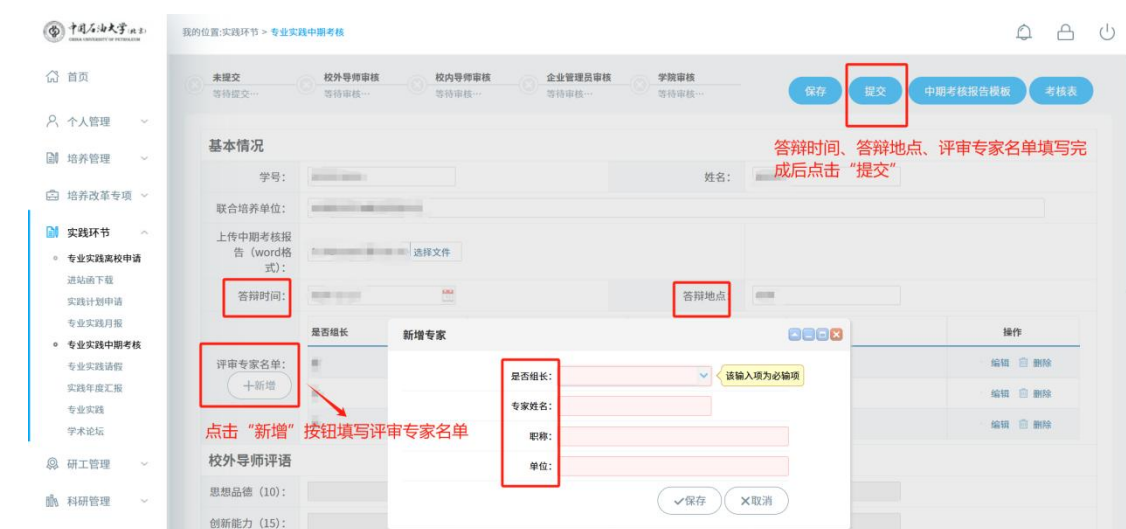 中国石油大学(北京)
CHINA UNIVERSITY OF PETROLEUM
我的位置:实践环节 > 专业实践中期考核
首页
个人管理
培养管理
培养改革专项
实践环节
专业实践离校申请
进站函下载
实践计划申请
专业实践月报
专业实践中期考核
专业实践请假
实践年度汇报
专业实践
学术论坛
研工管理
科研管理
未提交
等待提交…
校外导师审核
等待审核…
校内导师审核
等待审核…
企业管理员审核
等待审核…
学院审核
等待审核…
保存
提交
中期考核报告模板
考核表
答辩时间、答辩地点、评审专家名单填写完
成后点击“提交”
基本情况
学号:
姓名:
联合培养单位:
上传中期考核报
告（word格
式）:
选择文件
答辩时间:
答辩地点
是否组长
操作
评审专家名单:
新增
编辑 删除
编辑 删除
编辑 删除
点击“新增”按钮填写评审专家名单
新增专家
是否组长:
该输入项为必输项
专家姓名:
职称:
单位:
保存
取消
校外导师评语
思想品德（10）:
创新能力（15）: